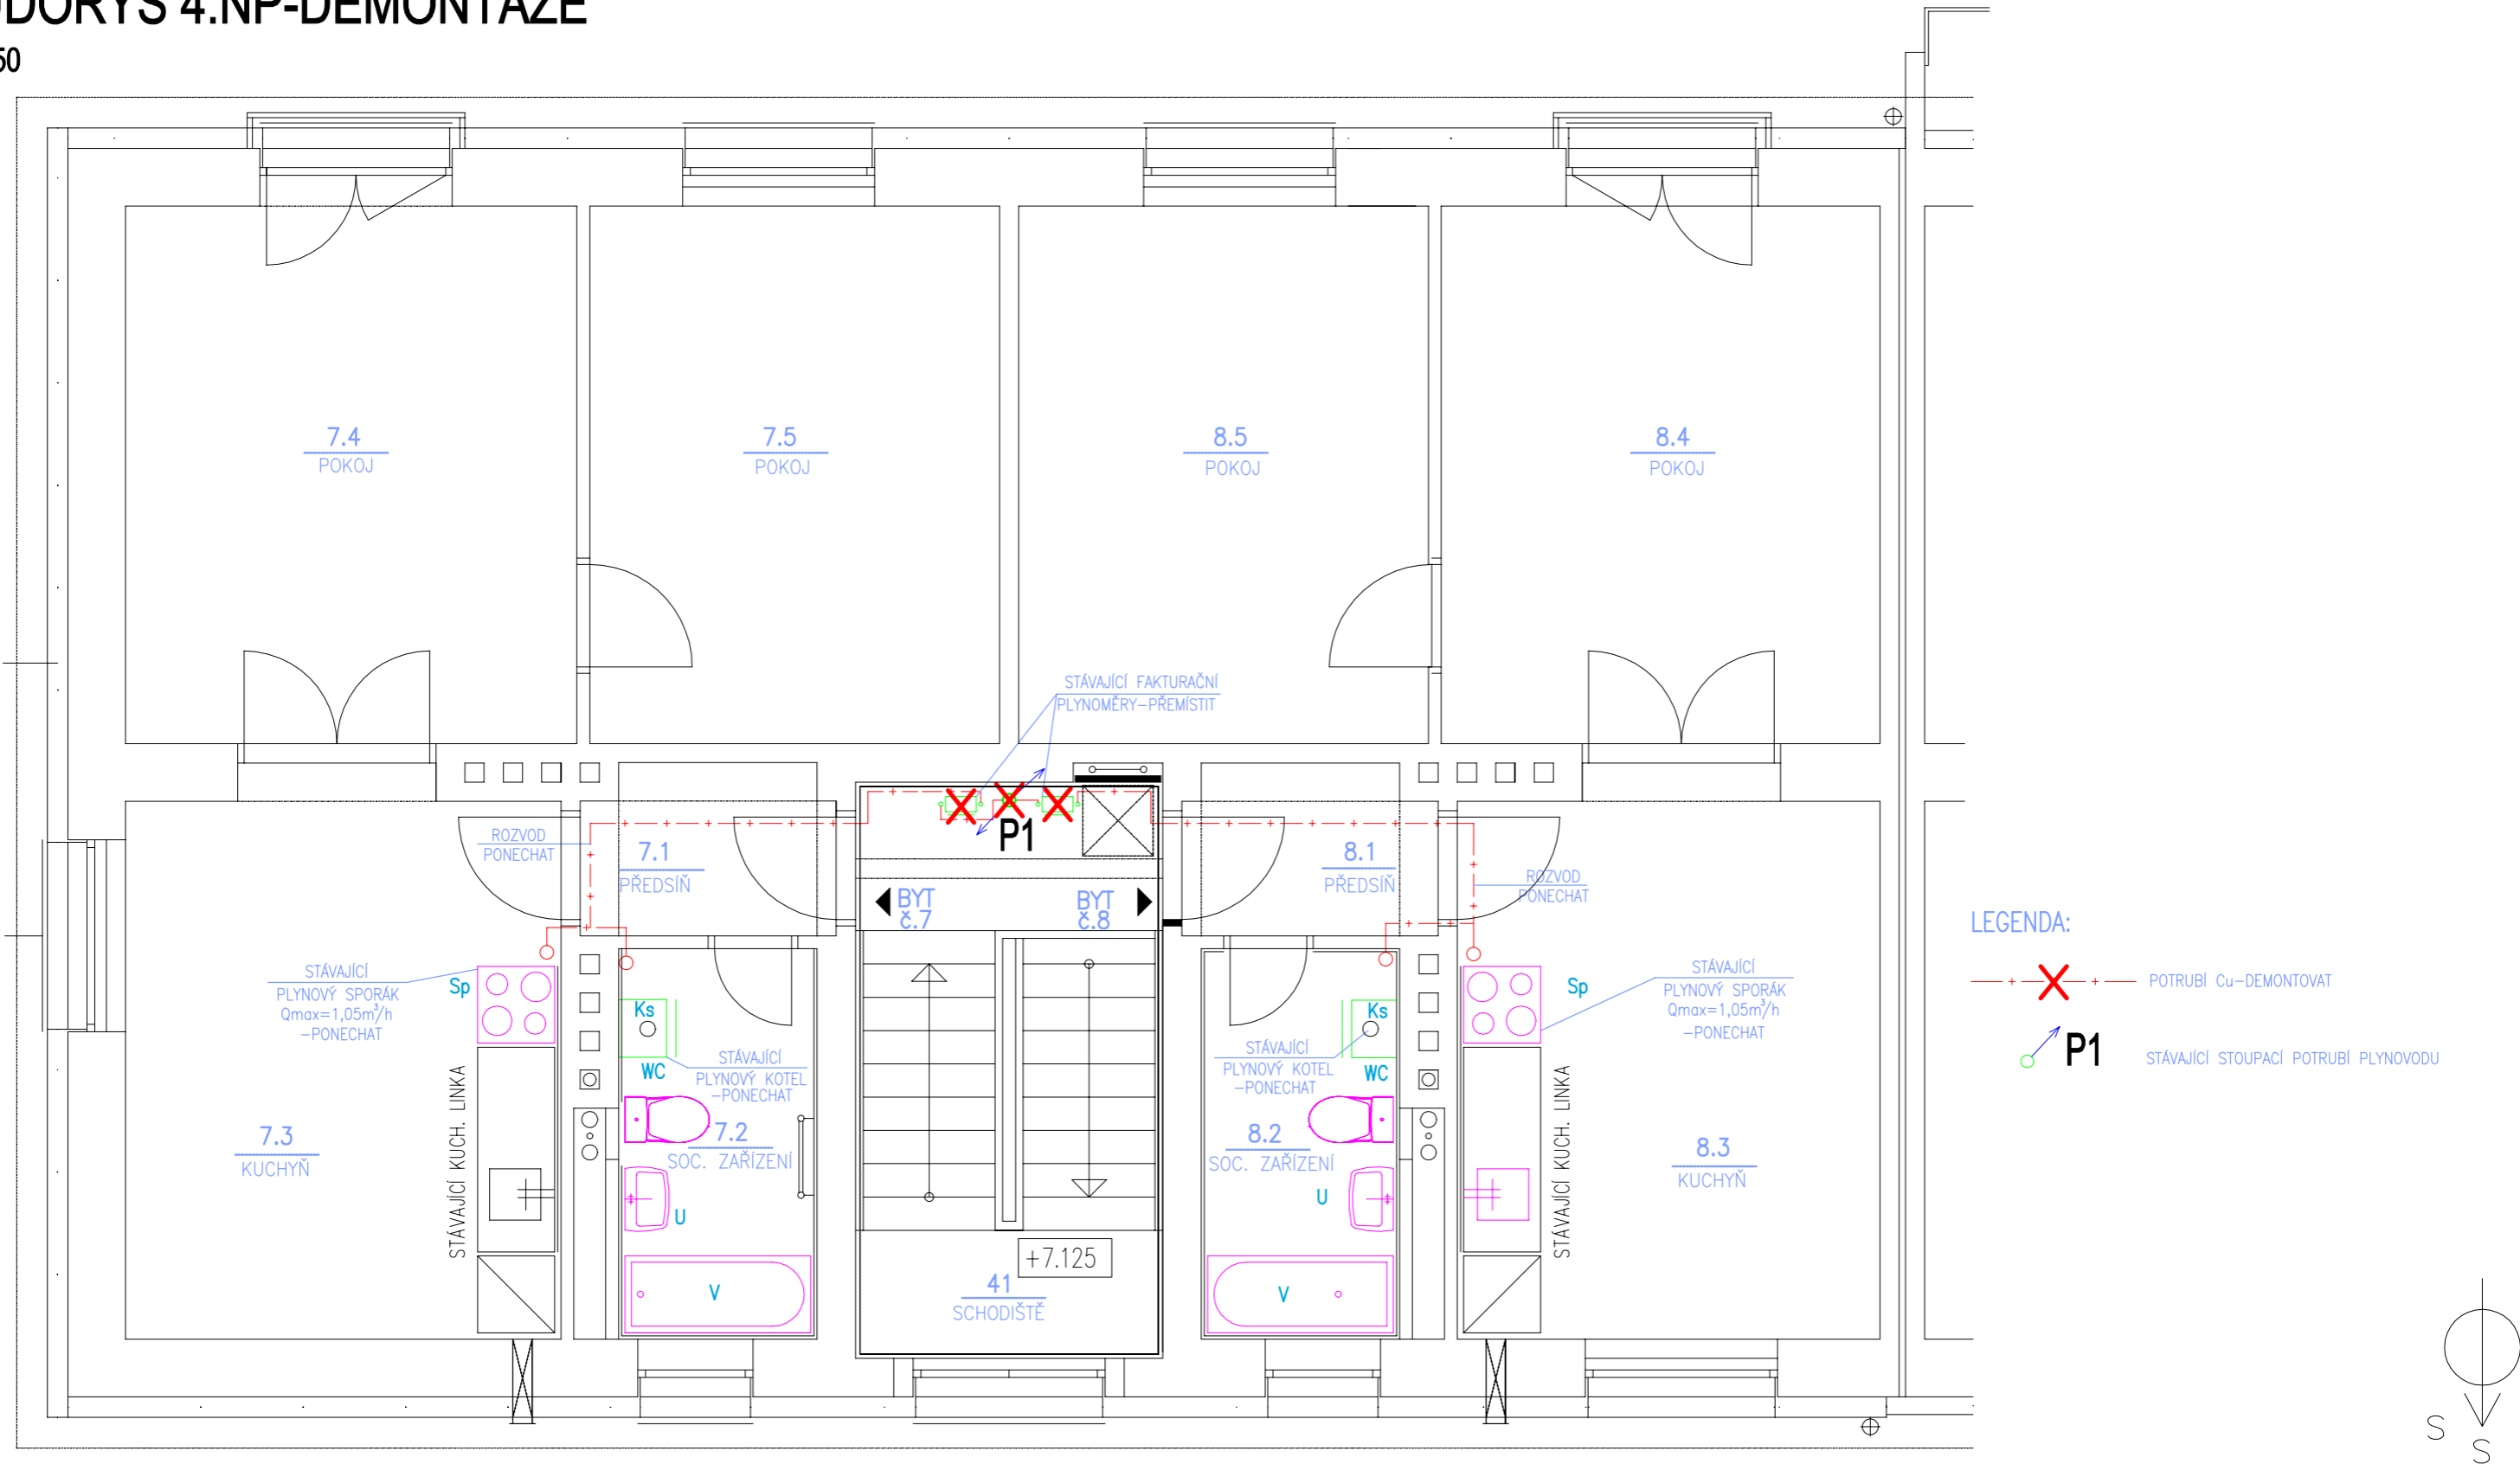 DORYS 4.NP-DEMONTÁŽE
50
7.4
POKOJ
7.5
POKOJ
8.5
POKOJ
8.4
POKOJ
STÁVAJÍCÍ FAKTURAČNÍ
PLYNOMĚRY-PŘEMÍSTIT
P1
ROZVOD
PONECHAT
7.1
PŘEDSÍŇ
BYT
č.7
BYT
č.8
8.1
PŘEDSÍŇ
ROZVOD
PONECHAT
STÁVAJÍCÍ
PLYNOVÝ SPORÁK
Qmax=1,05m³/h
-PONECHAT
Sp
STÁVAJÍCÍ KUCH. LINKA
7.3
KUCHYŇ
Ks
STÁVAJÍCÍ
PLYNOVÝ KOTEL
-PONECHAT
WC
7.2
SOC. ZAŘÍZENÍ
U
V
+7.125
41
SCHODIŠTĚ
Ks
STÁVAJÍCÍ
PLYNOVÝ KOTEL
-PONECHAT
WC
8.2
SOC. ZAŘÍZENÍ
U
V
Sp
STÁVAJÍCÍ
PLYNOVÝ SPORÁK
Qmax=1,05m³/h
-PONECHAT
STÁVAJÍCÍ KUCH. LINKA
8.3
KUCHYŇ
LEGENDA:
POTRUBÍ Cu-DEMONTOVAT
P1
STÁVAJÍCÍ STOUPACÍ POTRUBÍ PLYNOVODU
S
S